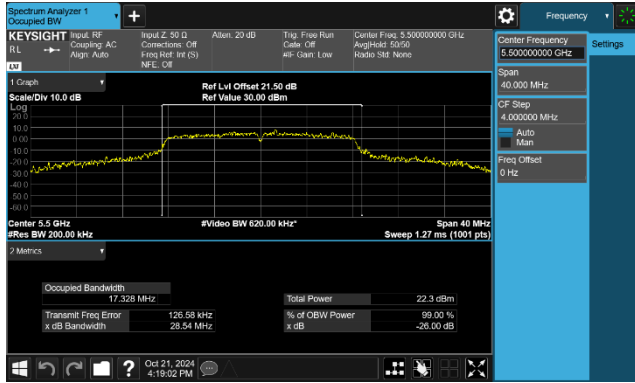 Spectrum Analyzer 1
Occupied BW
Frequency
KEYSIGHT
RL
LXI
Input: RF
Coupling: AC
Align: Auto
Input Z: 50 Ω
Corrections: Off
Freq Ref: Int (S)
NFE: Off
Atten: 20 dB
Trig: Free Run
Gate: Off
#IF Gain: Low
Center Freq: 5.500000000 GHz
Avg|Hold: 50/50
Radio Std: None
Center Frequency
5.500000000 GHz
Settings
Span
40.000 MHz
CF Step
4.000000 MHz
Auto
Man
Freq Offset
0 Hz
1 Graph
Scale/Div 10.0 dB
Ref Lvl Offset 21.50 dB
Ref Value 30.00 dBm
Log
20.0
10.0
0.00
-10.0
-20.0
-30.0
-40.0
-50.0
-60.0
Center 5.5 GHz
#Res BW 200.00 kHz
#Video BW 620.00 kHz*
Span 40 MHz
Sweep 1.27 ms (1001 pts)
2 Metrics
Occupied Bandwidth
17.328 MHz
Total Power 22.3 dBm
Transmit Freq Error 126.58 kHz
% of OBW Power 99.00 %
x dB Bandwidth 28.54 MHz
x dB -26.00 dB
Oct 21, 2024
4:19:02 PM